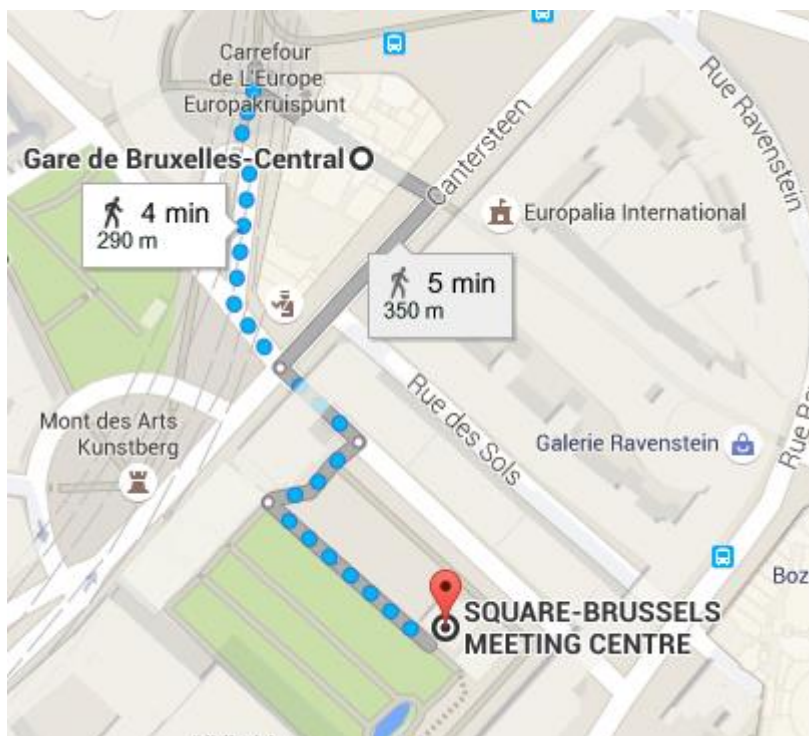 Carrefour
de L'Europe
Europakruispunt
Gare de Bruxelles-Central
4 min
290 m
Cantersteen
Rue Ravenstein
Europalia International
5 min
350 m
Rue des Sols
Mont des Arts
Kunstberg
Galerie Ravenstein
Rue
Boz
SQUARE-BRUSSELS
MEETING CENTRE